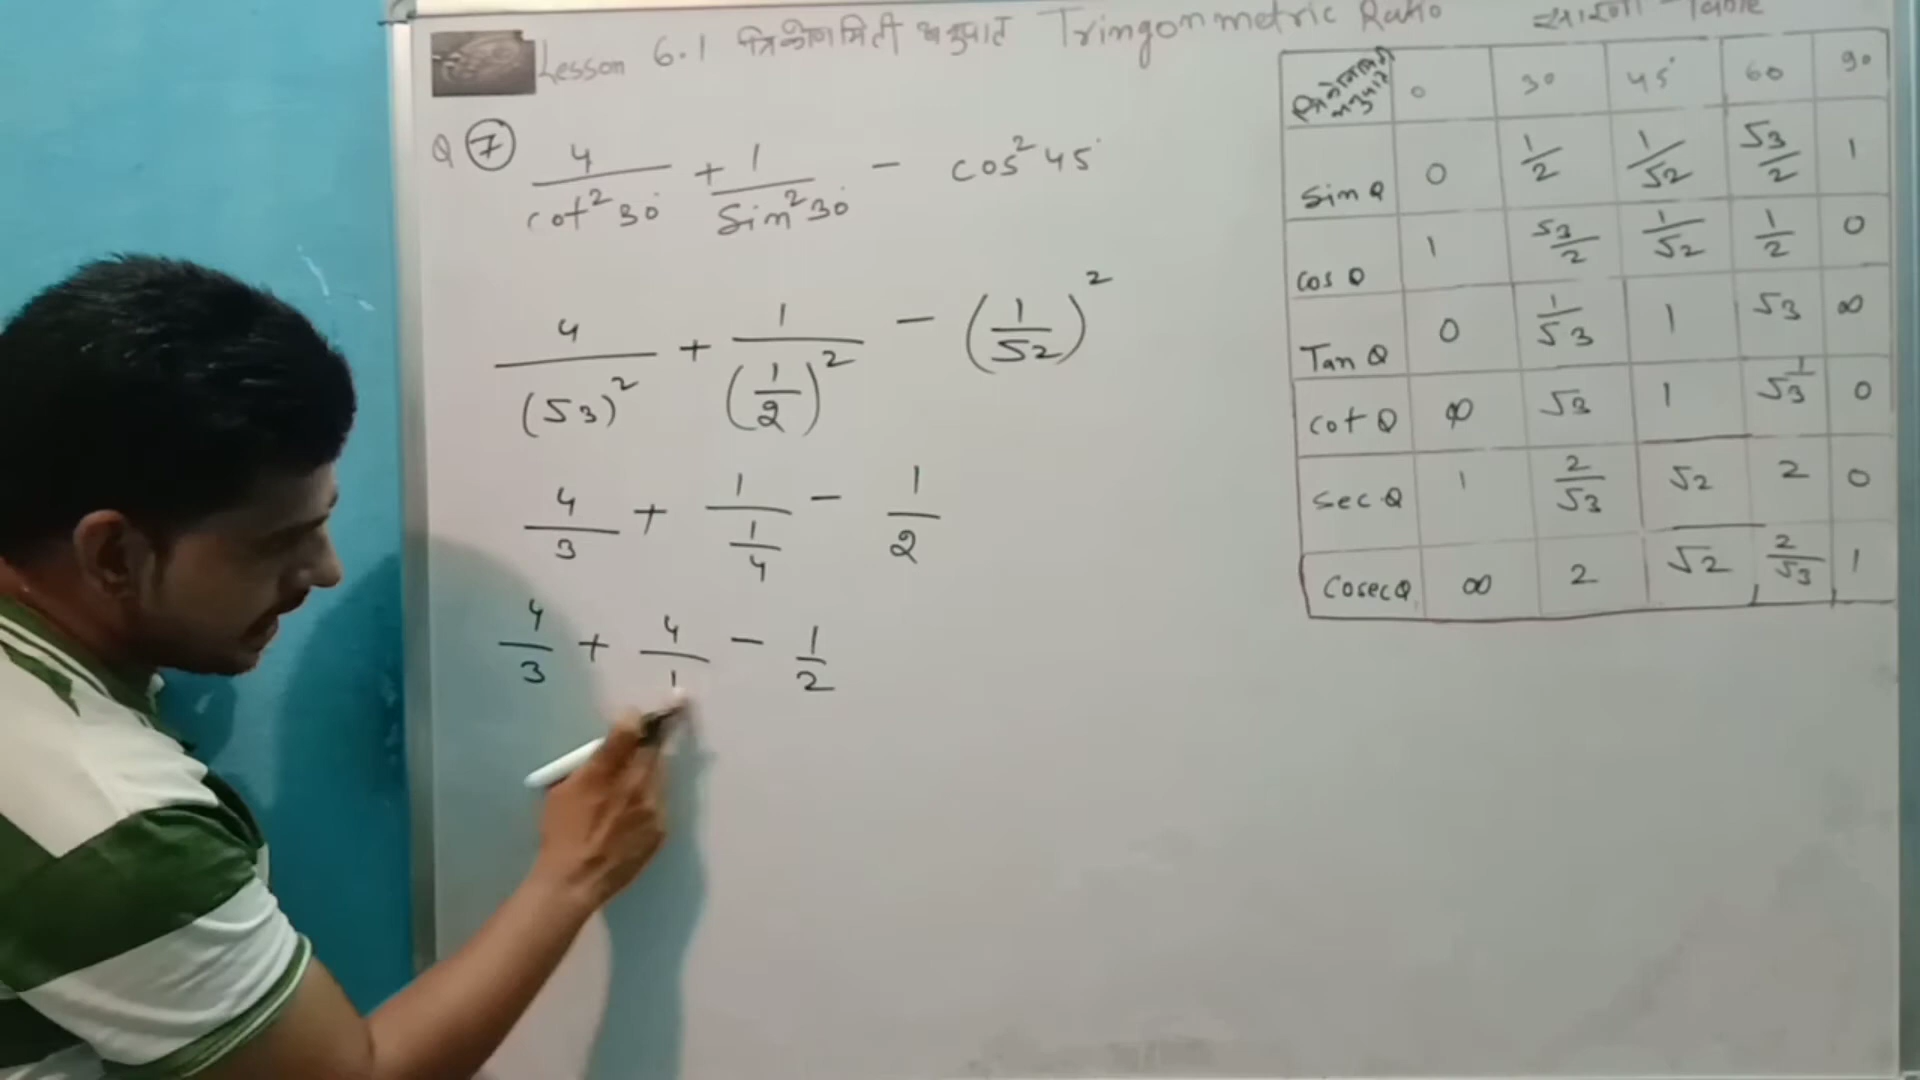 Lesson 6.1 त्रिकोणमिती अनुपात Tringonmetric Ratio
सारणी Table
Q 7 4/cot²30° + 1/Sin²30° - cos²45°
4/(√3)² + 1/(1/2)² - (1/√2)²
4/3 + 1/(1/4) - 1/2
4/3 + 4/1 - 1/2
0 30 45° 60 90
Sin θ 0 1/2 1/√2 √3/2 1
cos θ 1 √3/2 1/√2 1/2 0
Tan θ 0 1/√3 1 √3 ∞
cot θ ∞ √3 1 1/√3 0
Sec θ 1 2/√3 √2 2 0
Cosec θ ∞ 2 √2 2/√3 1